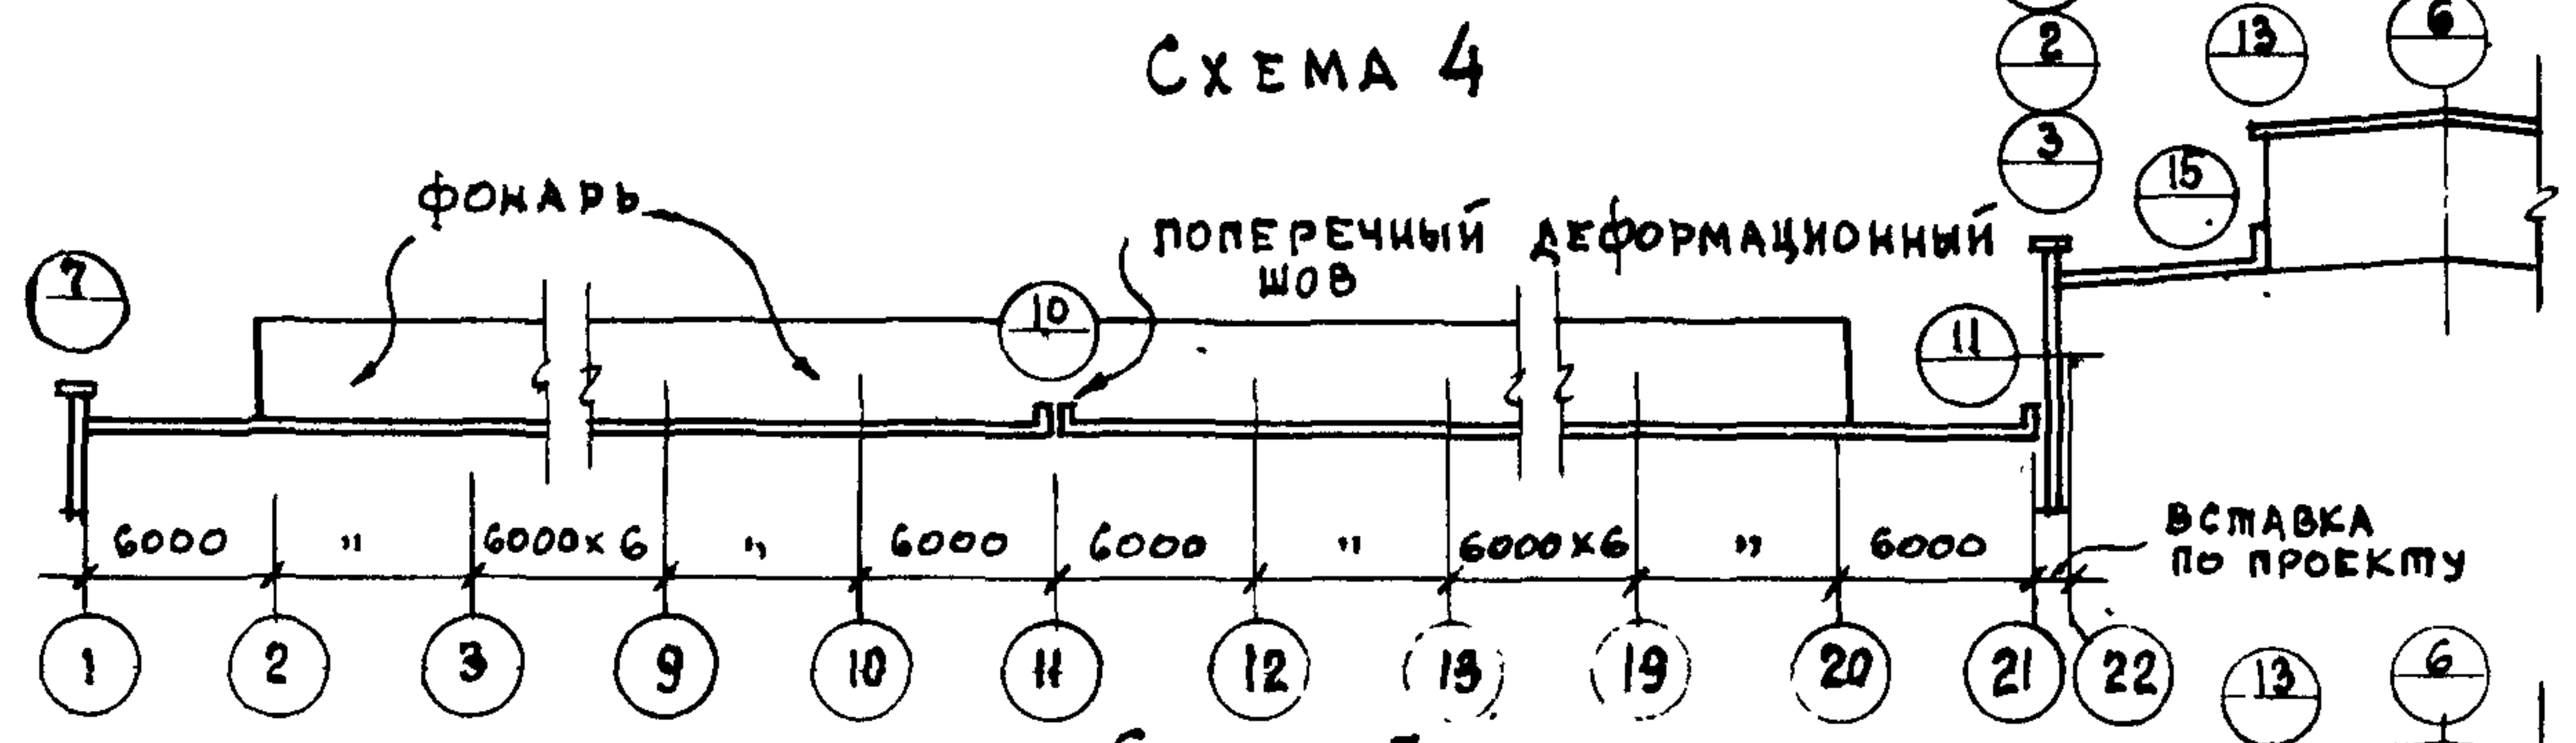 Схема 4
2
13
6
3
15
фонарь
поперечный деформационный
шов
7
10
11
6000 " 6000×6 " 6000 6000 " 6000×6 " 6000
вставка
по проекту
1 2 3 9 10 11 12 13 19 20 21 22
13
6